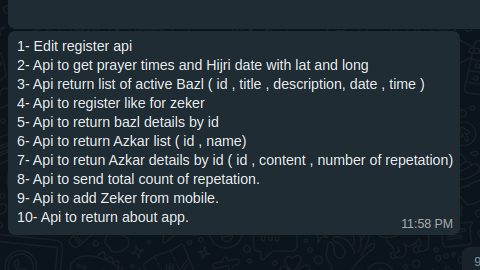 1- Edit register api
2- Api to get prayer times and Hijri date with lat and long
3- Api return list of active Bazl ( id , title , description, date , time )
4- Api to register like for zeker
5- Api to return bazl details by id
6- Api to return Azkar list ( id , name)
7- Api to retun Azkar details by id ( id , content , number of repetation)
8- Api to send total count of repetation.
9- Api to add Zeker from mobile.
10- Api to return about app.
11:58 PM